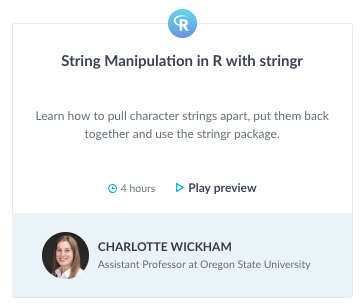 R
String Manipulation in R with stringr
Learn how to pull character strings apart, put them back
together and use the stringr package.
4 hours Play preview
CHARLOTTE WICKHAM
Assistant Professor at Oregon State University